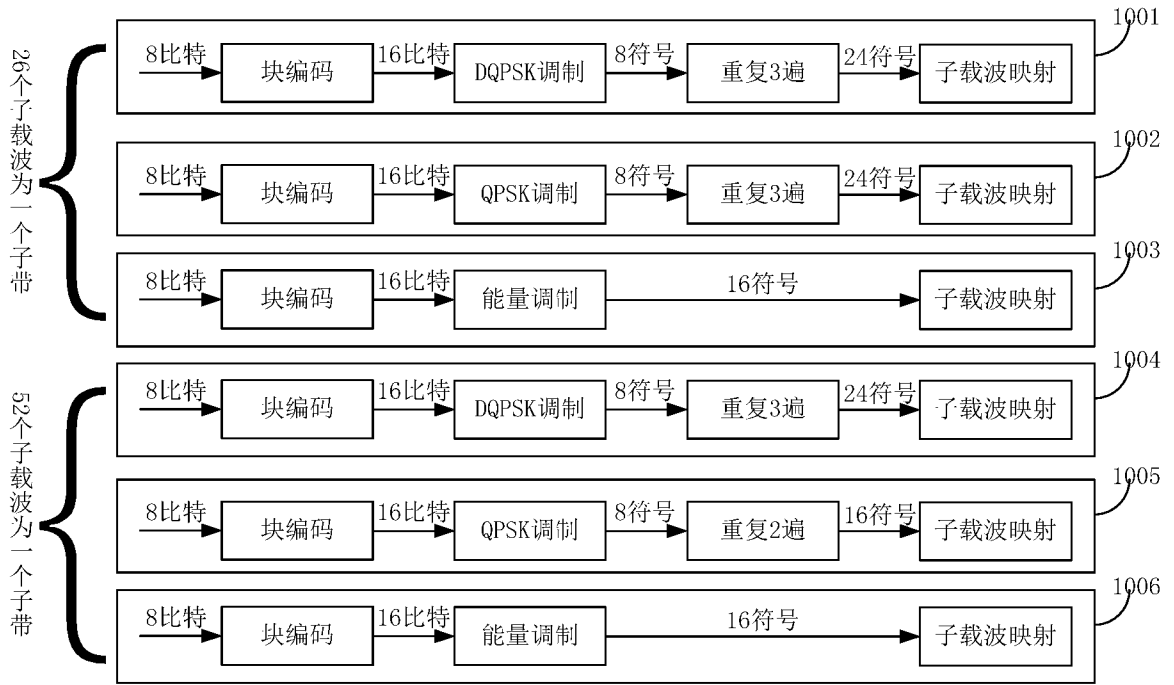 26个子载波为一个子带
1001
8比特 块编码 16比特 DQPSK调制 8符号 重复3遍 24符号 子载波映射
1002
8比特 块编码 16比特 QPSK调制 8符号 重复3遍 24符号 子载波映射
1003
8比特 块编码 16比特 能量调制 16符号 子载波映射
52个子载波为一个子带
1004
8比特 块编码 16比特 DQPSK调制 8符号 重复3遍 24符号 子载波映射
1005
8比特 块编码 16比特 QPSK调制 8符号 重复2遍 16符号 子载波映射
1006
8比特 块编码 16比特 能量调制 16符号 子载波映射